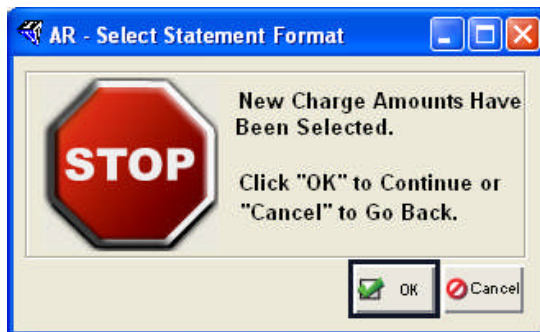 AR - Select Statement Format
STOP
New Charge Amounts Have
Been Selected.
Click "OK" to Continue or
"Cancel" to Go Back.
OK
Cancel